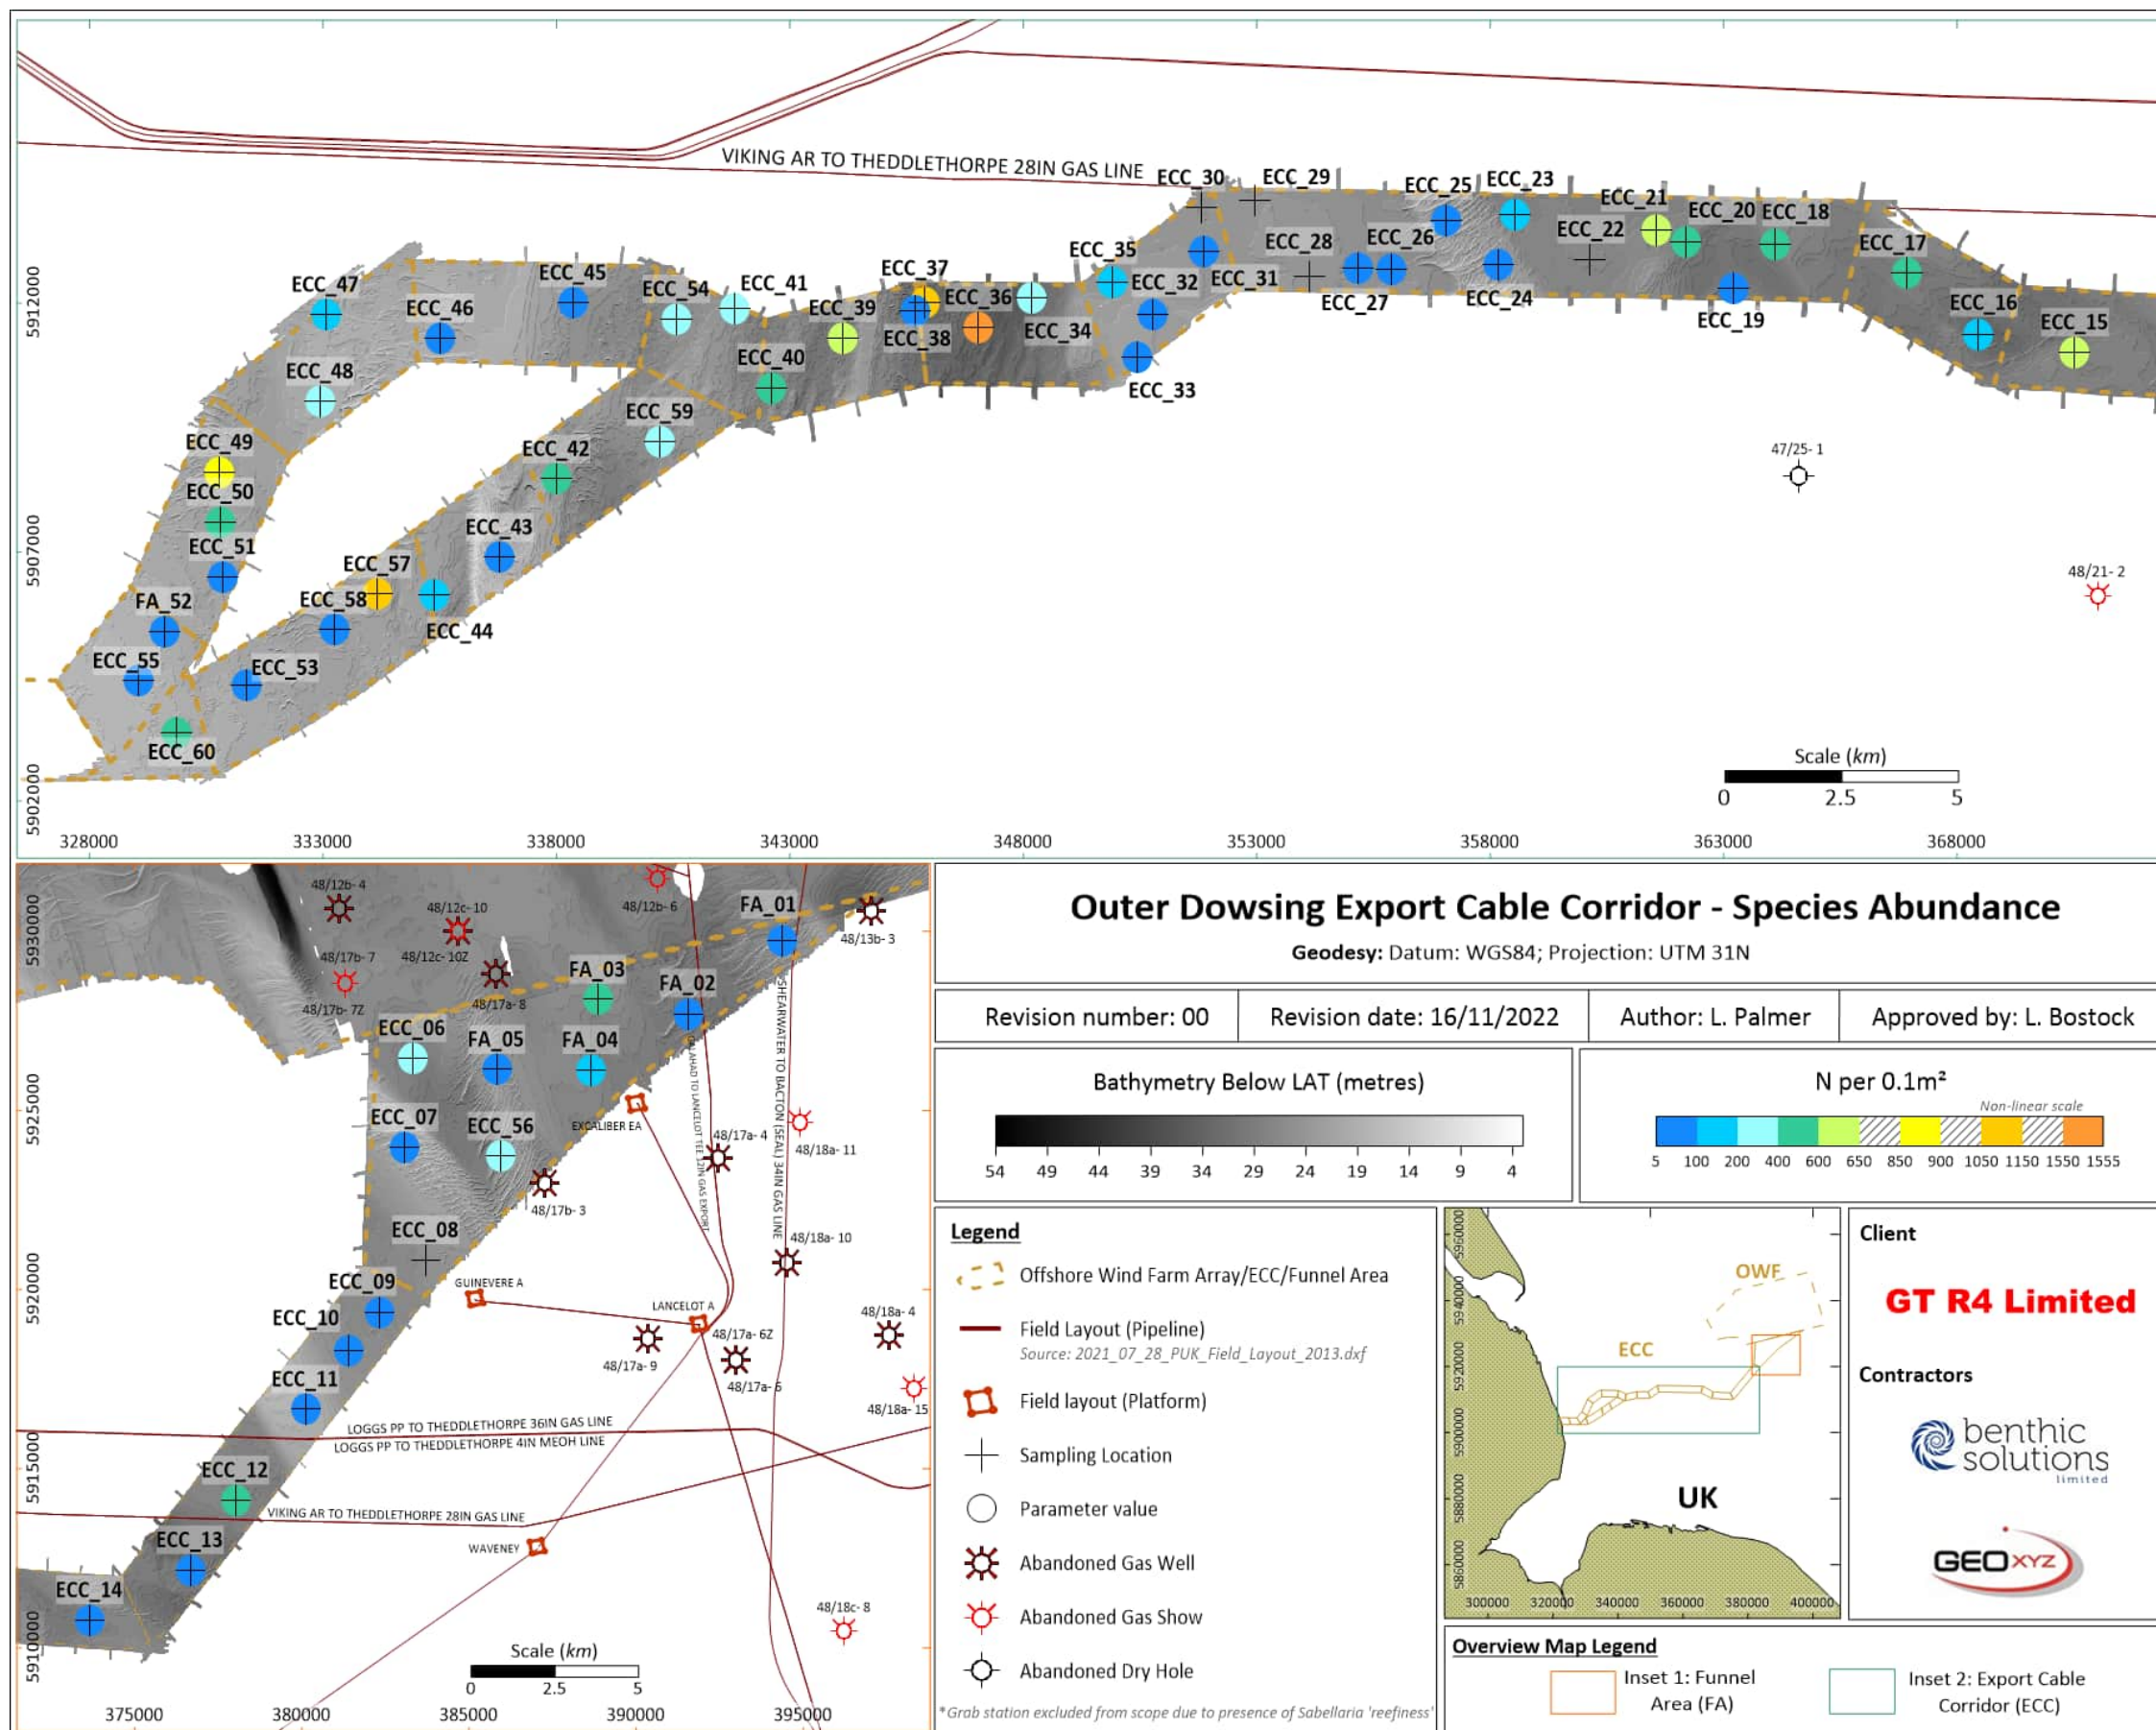 VIKING AR TO THEDDLETHORPE 28IN GAS LINE
ECC_30
ECC_29
ECC_25
ECC_23
ECC_21
ECC_20
ECC_18
ECC_22
ECC_17
ECC_28
ECC_26
ECC_35
ECC_32
ECC_31
ECC_27
ECC_24
ECC_19
ECC_16
ECC_15
ECC_47
ECC_46
ECC_45
ECC_54
ECC_41
ECC_37
ECC_39
ECC_36
ECC_38
ECC_34
ECC_40
ECC_33
ECC_48
ECC_59
ECC_49
ECC_42
ECC_50
ECC_43
ECC_51
ECC_57
FA_52
ECC_58
ECC_44
ECC_55
ECC_53
ECC_60
47/25-1
48/21-2
Scale (km)
0 2.5 5
5912000
5907000
5902000
328000 333000 338000 343000 348000 353000 358000 363000 368000
48/12b-4
48/12c-10
48/12b-6
FA_01
48/13b-3
48/17b-7
48/12c-10Z
FA_03
FA_02
48/17b-7Z
48/17a-8
ECC_06
FA_05
FA_04
ECC_07
ECC_56
EXCALIBER EA
48/17a-4
48/18a-11
48/17b-3
GALAHAD TO LANCELOT TEE 12IN GAS EXPORT
SHEARWATER TO BACTON (SEAL) 34IN GAS LINE
ECC_08
48/18a-10
ECC_09
GUINEVERE A
LANCELOT A
ECC_10
48/17a-6Z
48/18a-4
48/17a-9
48/17a-6
ECC_11
48/18a-15
LOGGS PP TO THEDDLETHORPE 36IN GAS LINE
LOGGS PP TO THEDDLETHORPE 4IN MEOH LINE
ECC_12
VIKING AR TO THEDDLETHORPE 28IN GAS LINE
ECC_13
WAVENEY
ECC_14
48/18c-8
Scale (km)
0 2.5 5
5930000
5925000
5920000
5915000
5910000
375000 380000 385000 390000 395000
Outer Dowsing Export Cable Corridor - Species Abundance
Geodesy: Datum: WGS84; Projection: UTM 31N
Revision number: 00
Revision date: 16/11/2022
Author: L. Palmer
Approved by: L. Bostock
Bathymetry Below LAT (metres)
54 49 44 39 34 29 24 19 14 9 4
N per 0.1m²
Non-linear scale
5 100 200 400 600 650 850 900 1050 1150 1550 1555
Legend
Offshore Wind Farm Array/ECC/Funnel Area
Field Layout (Pipeline)
Source: 2021_07_28_PUK_Field_Layout_2013.dxf
Field layout (Platform)
Sampling Location
Parameter value
Abandoned Gas Well
Abandoned Gas Show
Abandoned Dry Hole
*Grab station excluded from scope due to presence of Sabellaria 'reefiness'
OWF
ECC
UK
5960000
5940000
5920000
5900000
5880000
5860000
300000 320000 340000 360000 380000 400000
Overview Map Legend
Inset 1: Funnel
Area (FA)
Inset 2: Export Cable
Corridor (ECC)
Client
GT R4 Limited
Contractors
benthic
solutions
limited
GEOXYZ